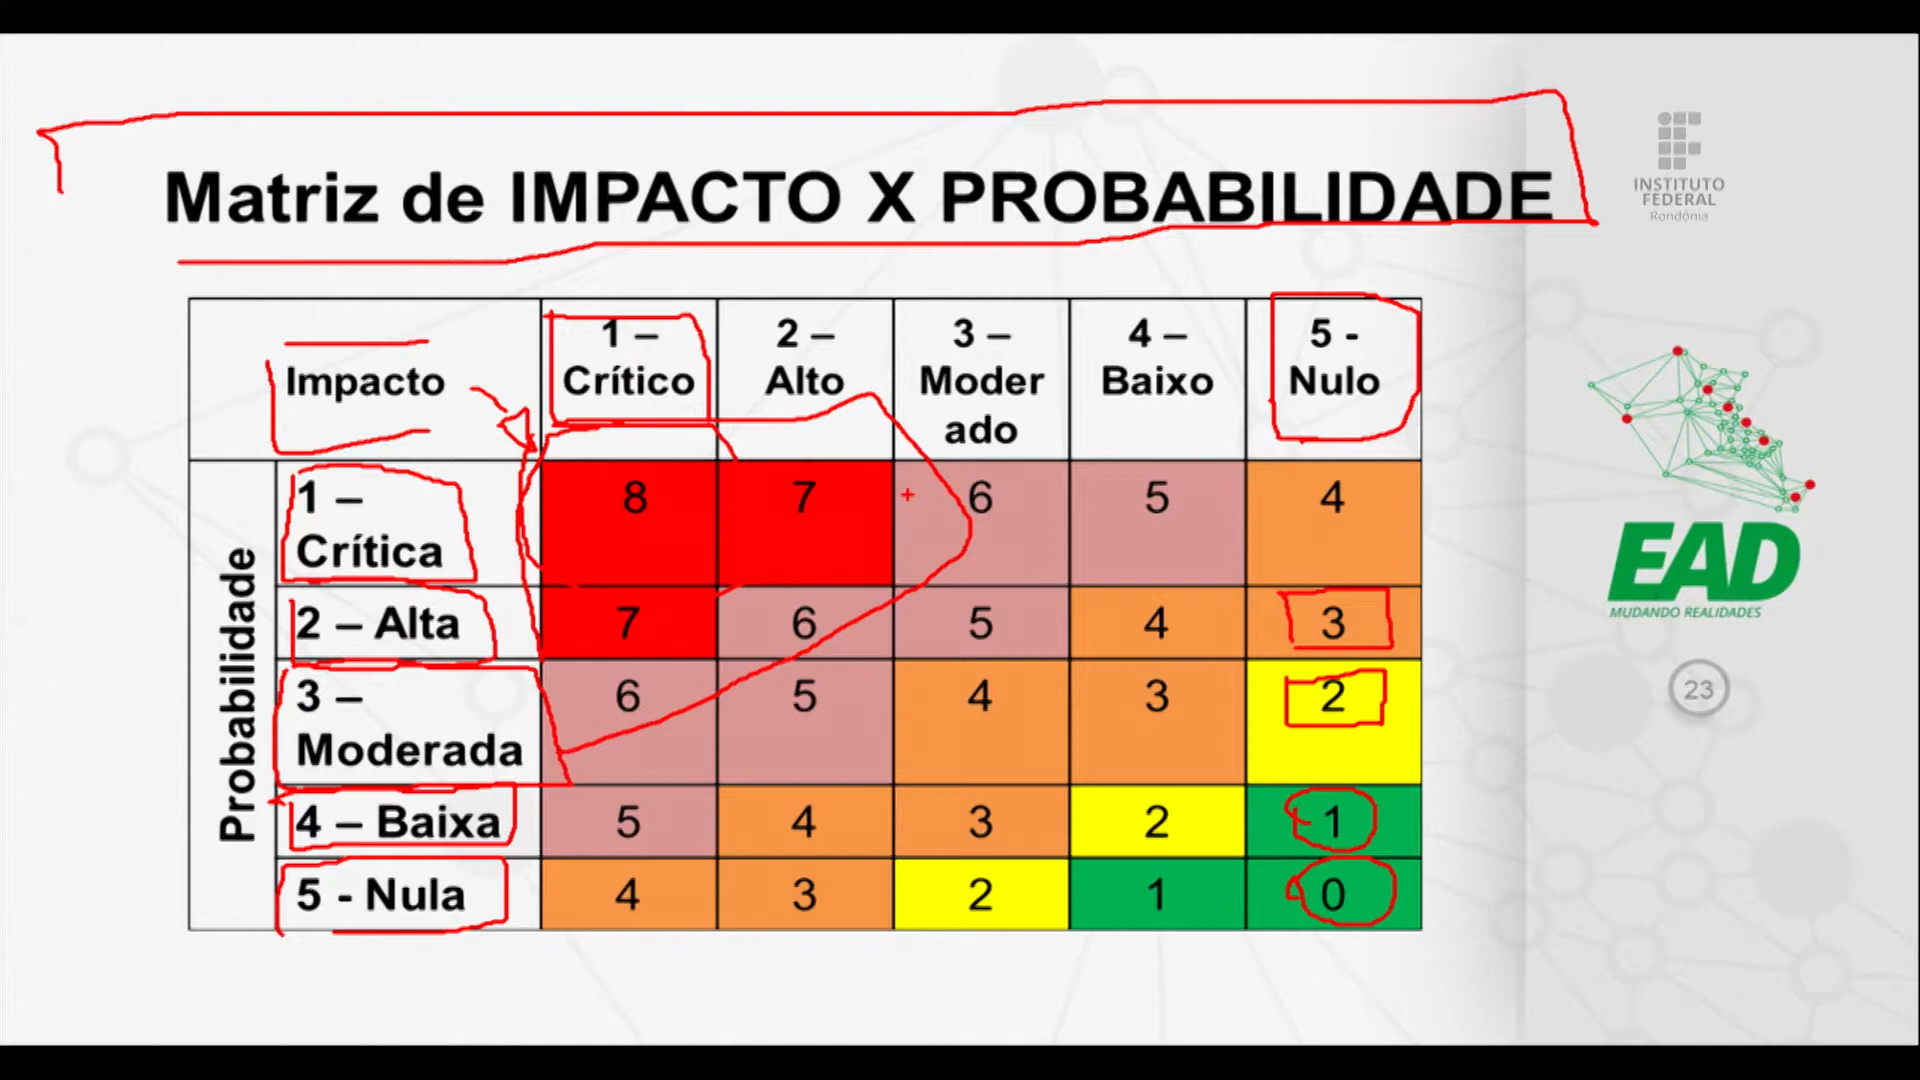 Matriz de IMPACTO X PROBABILIDADE
INSTITUTO
FEDERAL
Rondônia
Impacto
1 –
Crítico
2 –
Alto
3 –
Moder
ado
4 –
Baixo
5 -
Nulo
Probabilidade
1 –
Crítica
8 7 6 5 4
2 – Alta 7 6 5 4 3
3 –
Moderada
6 5 4 3 2
4 – Baixa 5 4 3 2 1
5 - Nula 4 3 2 1 0
EAD
MUDANDO REALIDADES
23